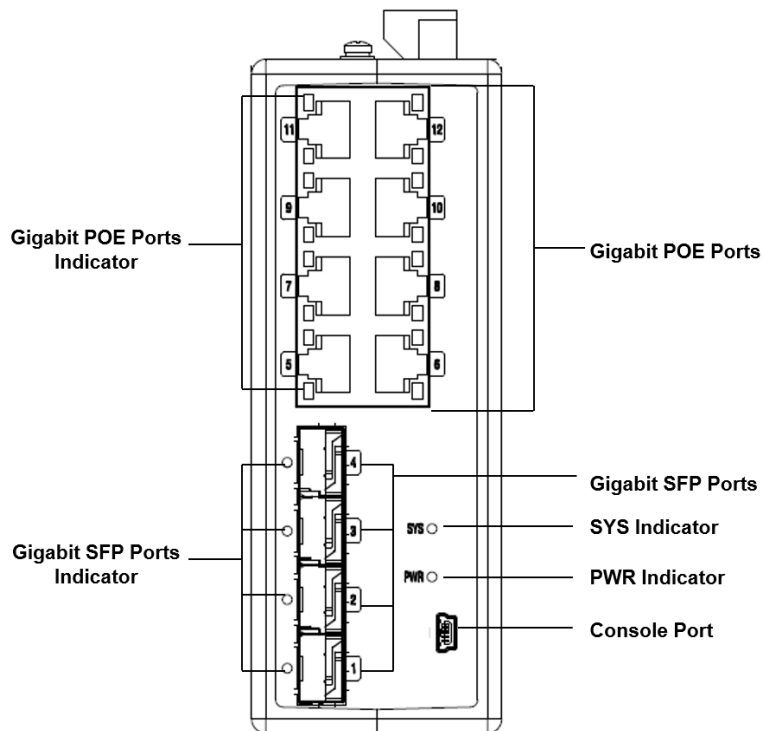 11
12
9
10
Gigabit POE Ports
Indicator
Gigabit POE Ports
7
8
5
6
4
Gigabit SFP Ports
3
SYS
SYS Indicator
Gigabit SFP Ports
Indicator
PWR
PWR Indicator
2
Console Port
1